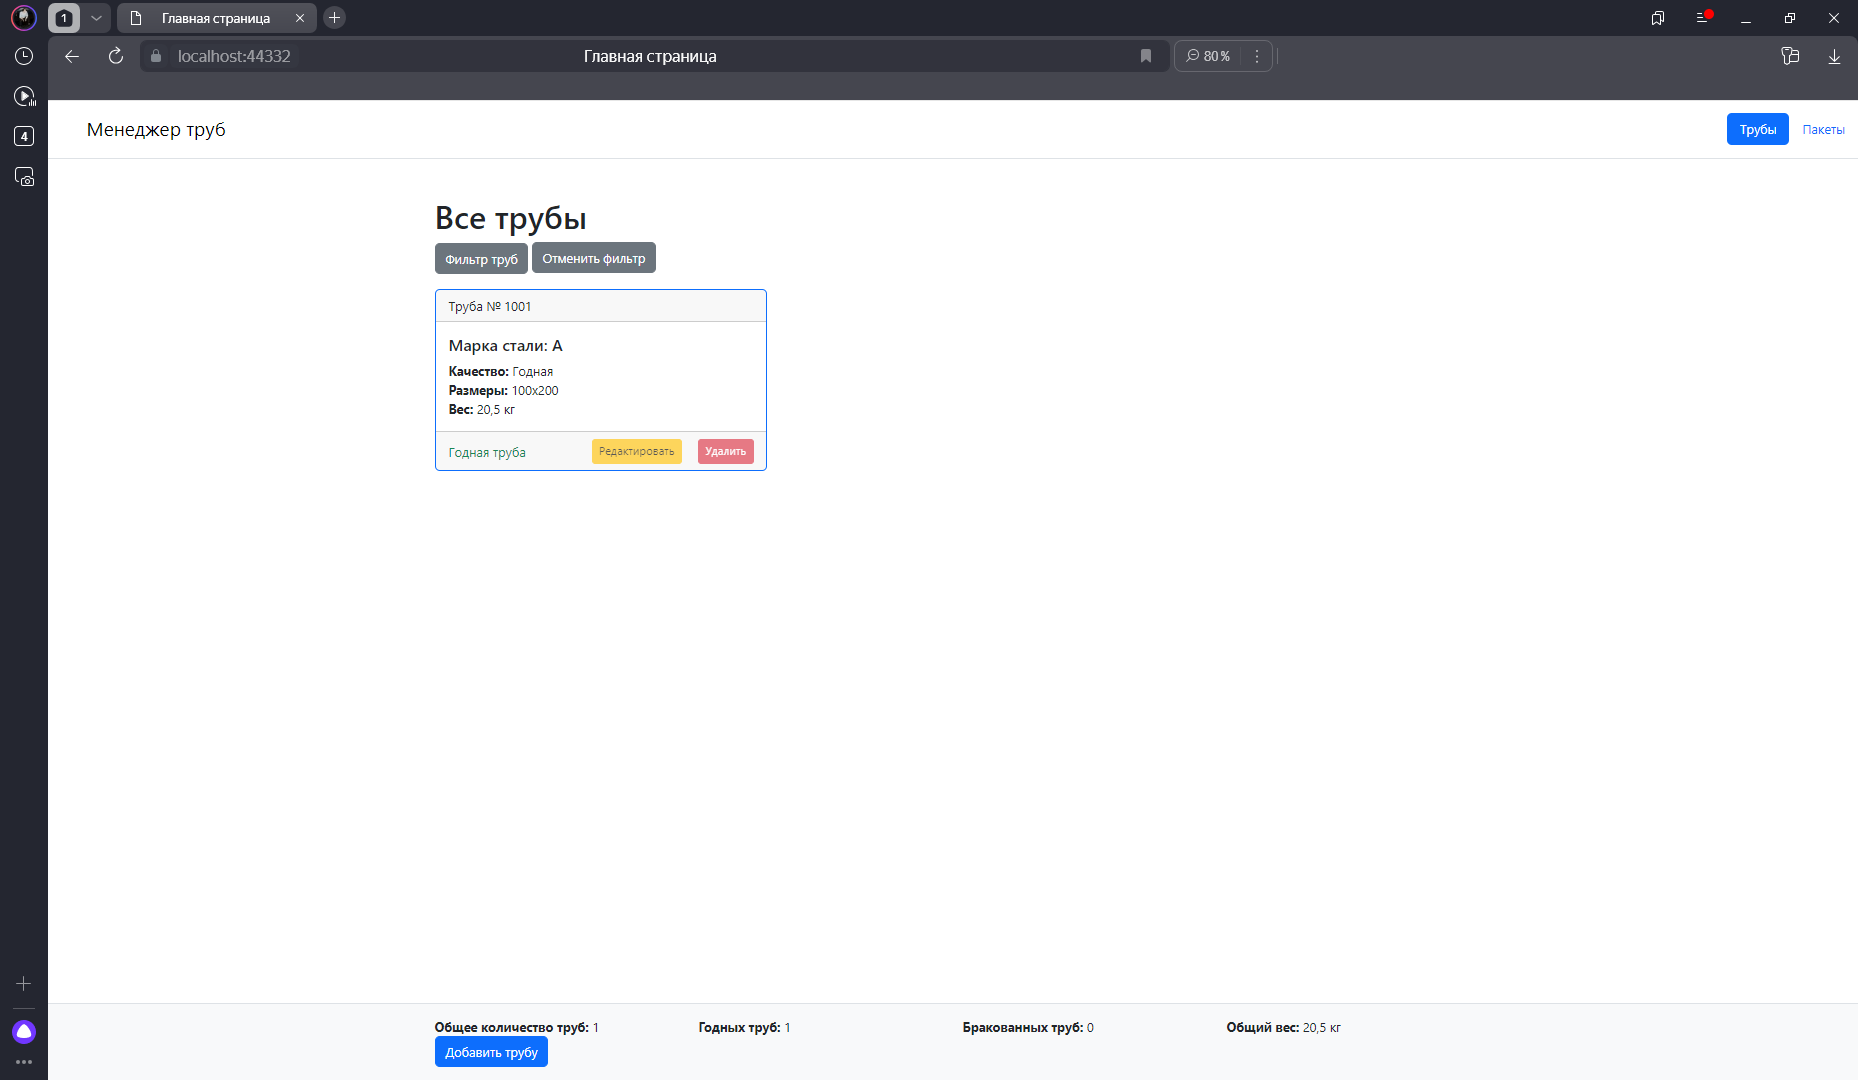 1
Главная страница
localhost:44332
Главная страница
80 %
4
Менеджер труб
Трубы
Пакеты
Все трубы
Фильтр труб
Отменить фильтр
Труба № 1001
Марка стали: А
Качество: Годная
Размеры: 100x200
Вес: 20,5 кг
Годная труба
Редактировать
Удалить
Общее количество труб: 1
Годных труб: 1
Бракованных труб: 0
Общий вес: 20,5 кг
Добавить трубу